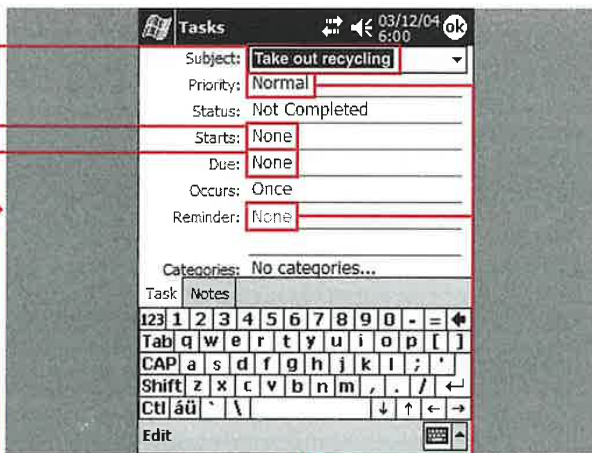 Tasks 03/12/04 ok
6:00
Subject: Take out recycling
Priority: Normal
Status: Not Completed
Starts: None
Due: None
Occurs: Once
Reminder: None
Categories: No categories...
Task Notes
123 1 2 3 4 5 6 7 8 9 0 - =
Tab q w e r t y u i o p [ ]
CAP a s d f g h j k l ; '
Shift z x c v b n m , . /
Ctl áü ` \
Edit